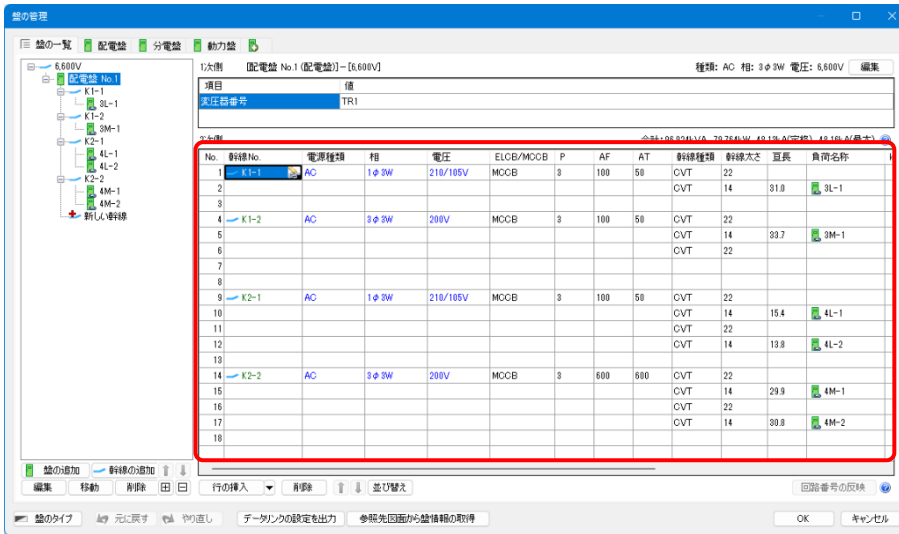 盤の管理
盤の一覧 配電盤 分電盤 動力盤
6,600V
配電盤 No.1
K1-1
3L-1
K1-2
3M-1
K2-1
4L-1
4L-2
K2-2
4M-1
4M-2
新しい幹線
盤の追加 幹線の追加
編集 移動 削除
1次側 [配電盤 No.1 (配電盤)]-[6,600V] 種類: AC 相: 3φ3W 電圧: 6,600V 編集
項目 値
変圧器番号 TR1
No. 幹線No. 電源種類 相 電圧 ELCB/MCCB P AF AT 幹線種類 幹線太さ 亘長 負荷名称
1 K1-1 AC 1φ3W 210/105V MCCB 3 100 50 CVT 22
2 CVT 14 31.0 3L-1
3
4 K1-2 AC 3φ3W 200V MCCB 3 100 50 CVT 22
5 CVT 14 33.7 3M-1
6 CVT 22
7
8
9 K2-1 AC 1φ3W 210/105V MCCB 3 100 50 CVT 22
10 CVT 14 15.4 4L-1
11 CVT 22
12 CVT 14 13.8 4L-2
13
14 K2-2 AC 3φ3W 200V MCCB 3 600 600 CVT 22
15 CVT 14 29.9 4M-1
16 CVT 22
17 CVT 14 30.8 4M-2
18
行の挿入 削除 並び替え 回路番号の反映
盤のタイプ 元に戻す やり直し データリンクの設定を出力 参照先図面から盤情報の取得 OK キャンセル